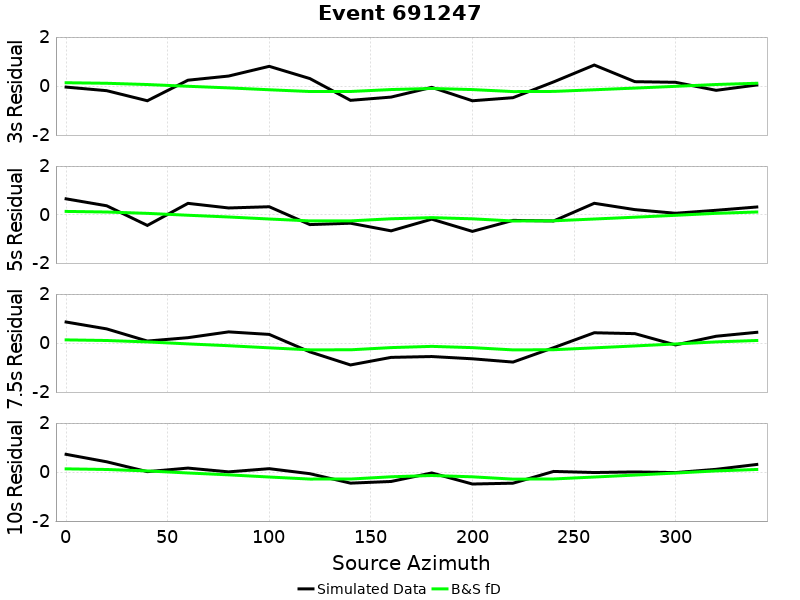 Event 691247
3s Residual
2
0
-2
5s Residual
2
0
-2
7.5s Residual
2
0
-2
10s Residual
2
0
-2
0 50 100 150 200 250 300
Source Azimuth
Simulated Data B&S fD